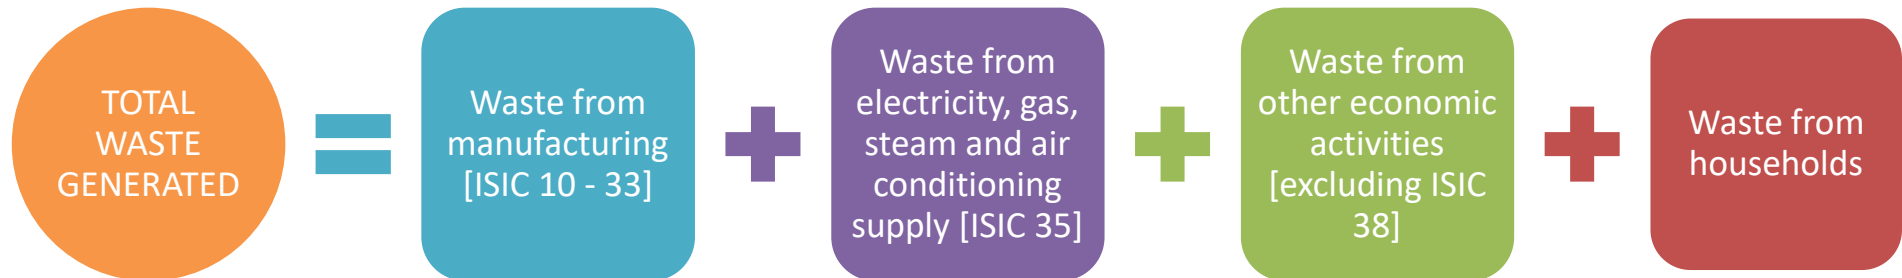 TOTAL
WASTE
GENERATED
Waste from
manufacturing
[ISIC 10 - 33]
Waste from
electricity, gas,
steam and air
conditioning
supply [ISIC 35]
Waste from
other economic
activities
[excluding ISIC
38]
Waste from
households